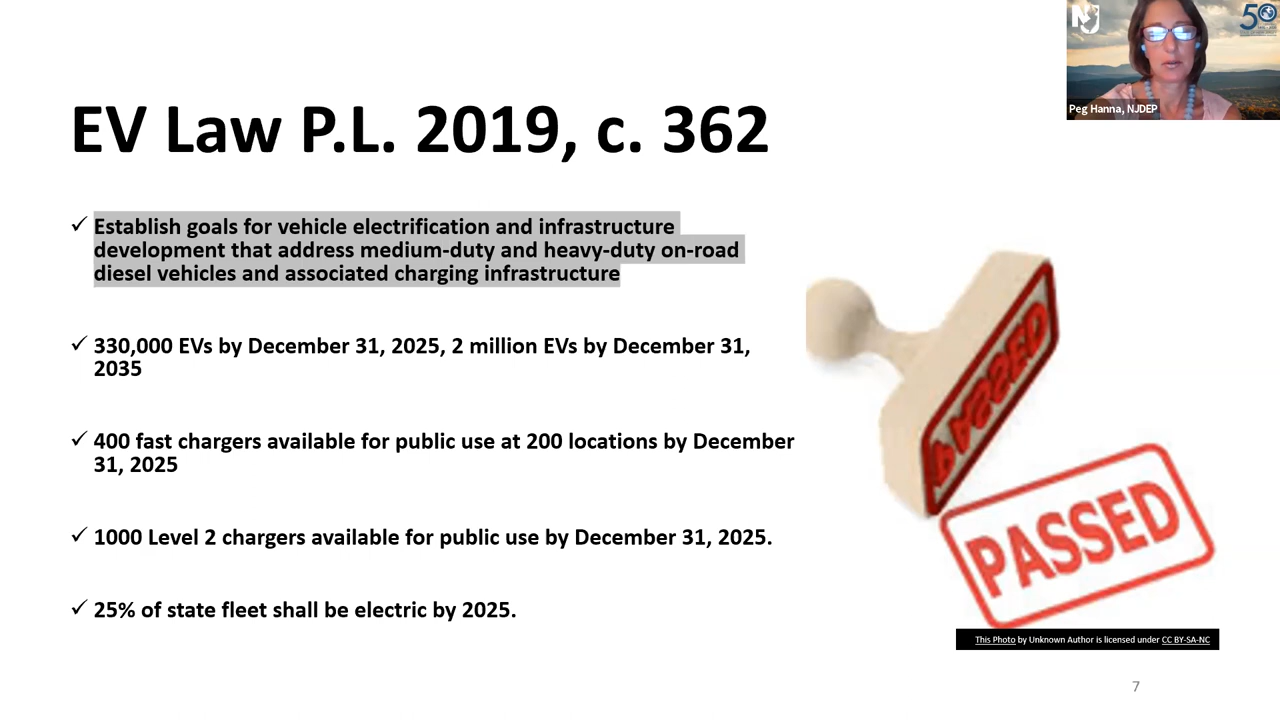 NJ
50
Peg Hanna, NJDEP
EV Law P.L. 2019, c. 362
✓ Establish goals for vehicle electrification and infrastructure
development that address medium-duty and heavy-duty on-road
diesel vehicles and associated charging infrastructure
✓ 330,000 EVs by December 31, 2025, 2 million EVs by December 31,
2035
✓ 400 fast chargers available for public use at 200 locations by December
31, 2025
✓ 1000 Level 2 chargers available for public use by December 31, 2025.
✓ 25% of state fleet shall be electric by 2025.
PASSED
PASSED
This Photo by Unknown Author is licensed under CC BY-SA-NC
7